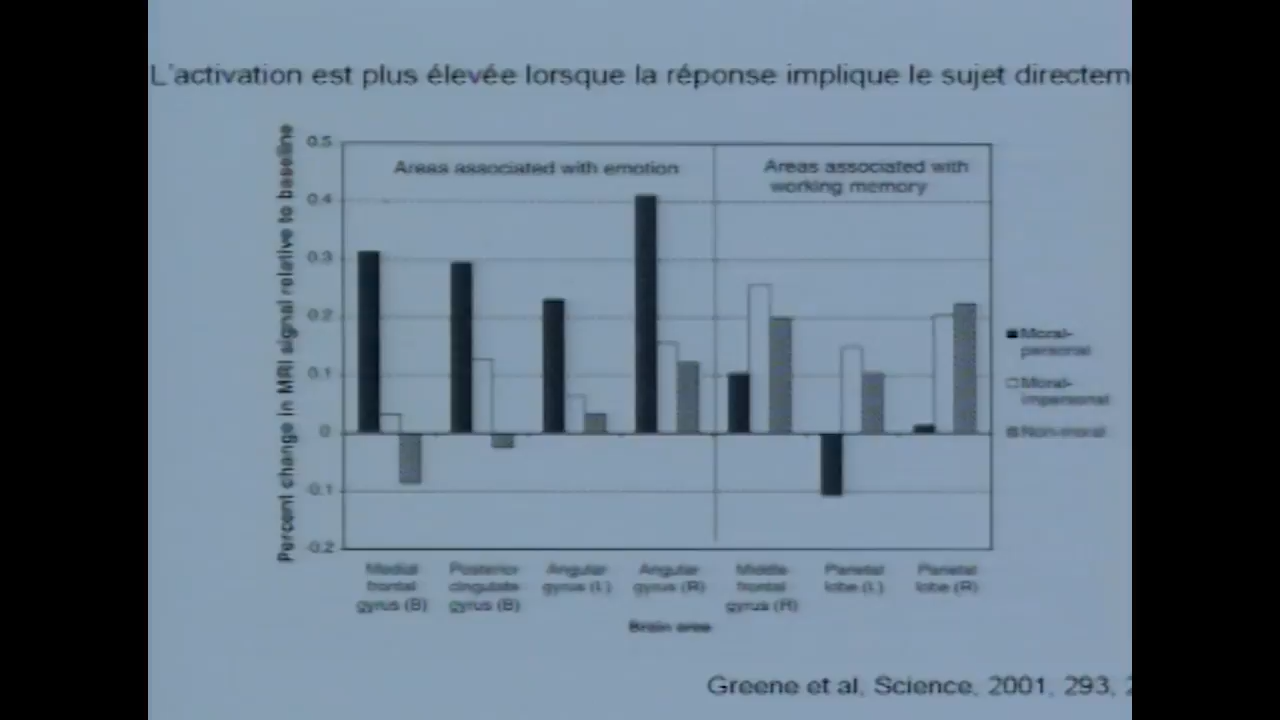 L'activation est plus élevée lorsque la réponse implique le sujet directem
Percent change in MRI signal relative to baseline
0.5
0.4
0.3
0.2
0.1
0
-0.1
-0.2
Areas associated with emotion
Areas associated with
working memory
Moral-
personal
Moral-
impersonal
Non-moral
Medial
frontal
gyrus (B)
Posterior
cingulate
gyrus (B)
Angular
gyrus (L)
Angular
gyrus (R)
Middle
frontal
gyrus (R)
Parietal
lobe (L)
Parietal
lobe (R)
Brain area
Greene et al, Science, 2001, 293,